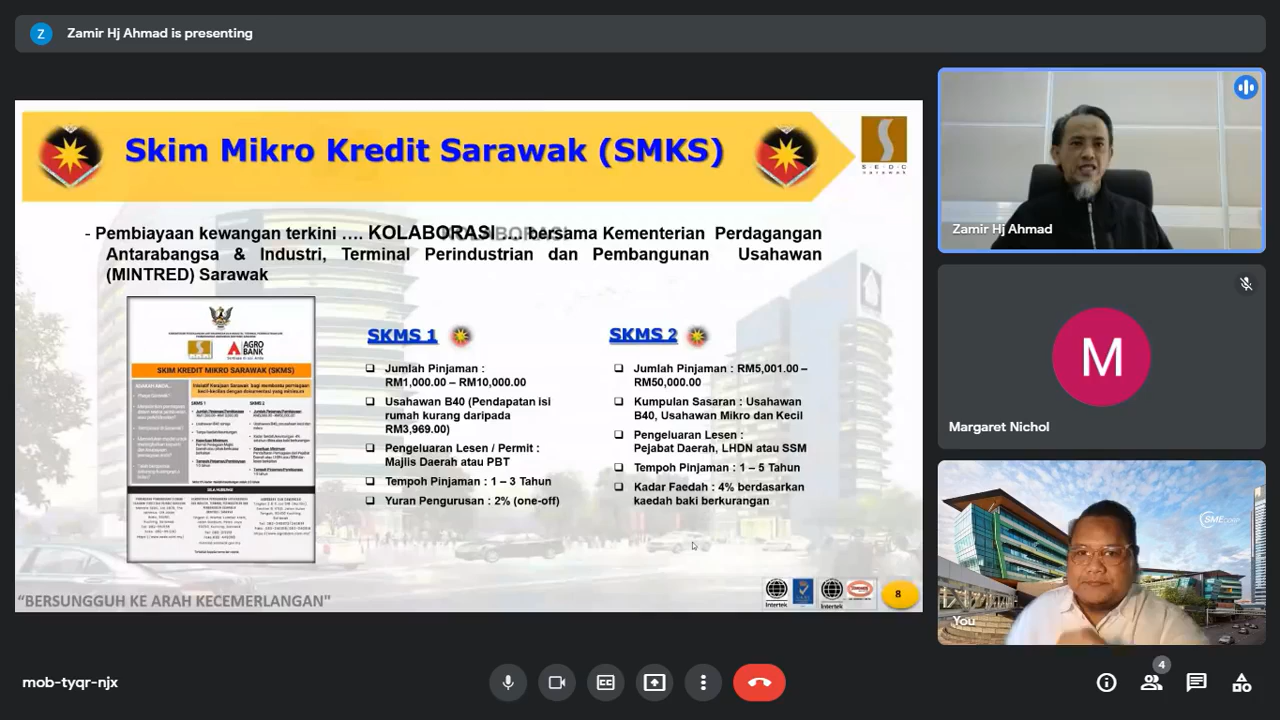 Z
Zamir Hj Ahmad is presenting
Skim Mikro Kredit Sarawak (SMKS)
S·E·D·C
sarawak
- Pembiayaan kewangan terkini .... KOLABORASI ... bersama Kementerian Perdagangan
Antarabangsa & Industri, Terminal Perindustrian dan Pembangunan Usahawan
(MINTRED) Sarawak
AGRO
BANK
SKIM KREDIT MIKRO SARAWAK (SKMS)
SKMS 1
Jumlah Pinjaman :
RM1,000.00 – RM10,000.00
Usahawan B40 (Pendapatan isi
rumah kurang daripada
RM3,969.00)
Pengeluaran Lesen / Permit :
Majlis Daerah atau PBT
Tempoh Pinjaman : 1 – 3 Tahun
Yuran Pengurusan : 2% (one-off)
SKMS 2
Jumlah Pinjaman : RM5,001.00 –
RM50,000.00
Kumpulan Sasaran : Usahawan
B40, Usahawan Mikro dan Kecil
Pengeluaran Lesen :
Pejabat Daerah, LHDN atau SSM
Tempoh Pinjaman : 1 – 5 Tahun
Kadar Faedah : 4% berdasarkan
kaedah baki berkurangan
"BERSUNGGUH KE ARAH KECEMERLANGAN"
Intertek
Intertek
8
Zamir Hj Ahmad
M
Margaret Nichol
SMECORP
You
mob-tyqr-njx
CC
4